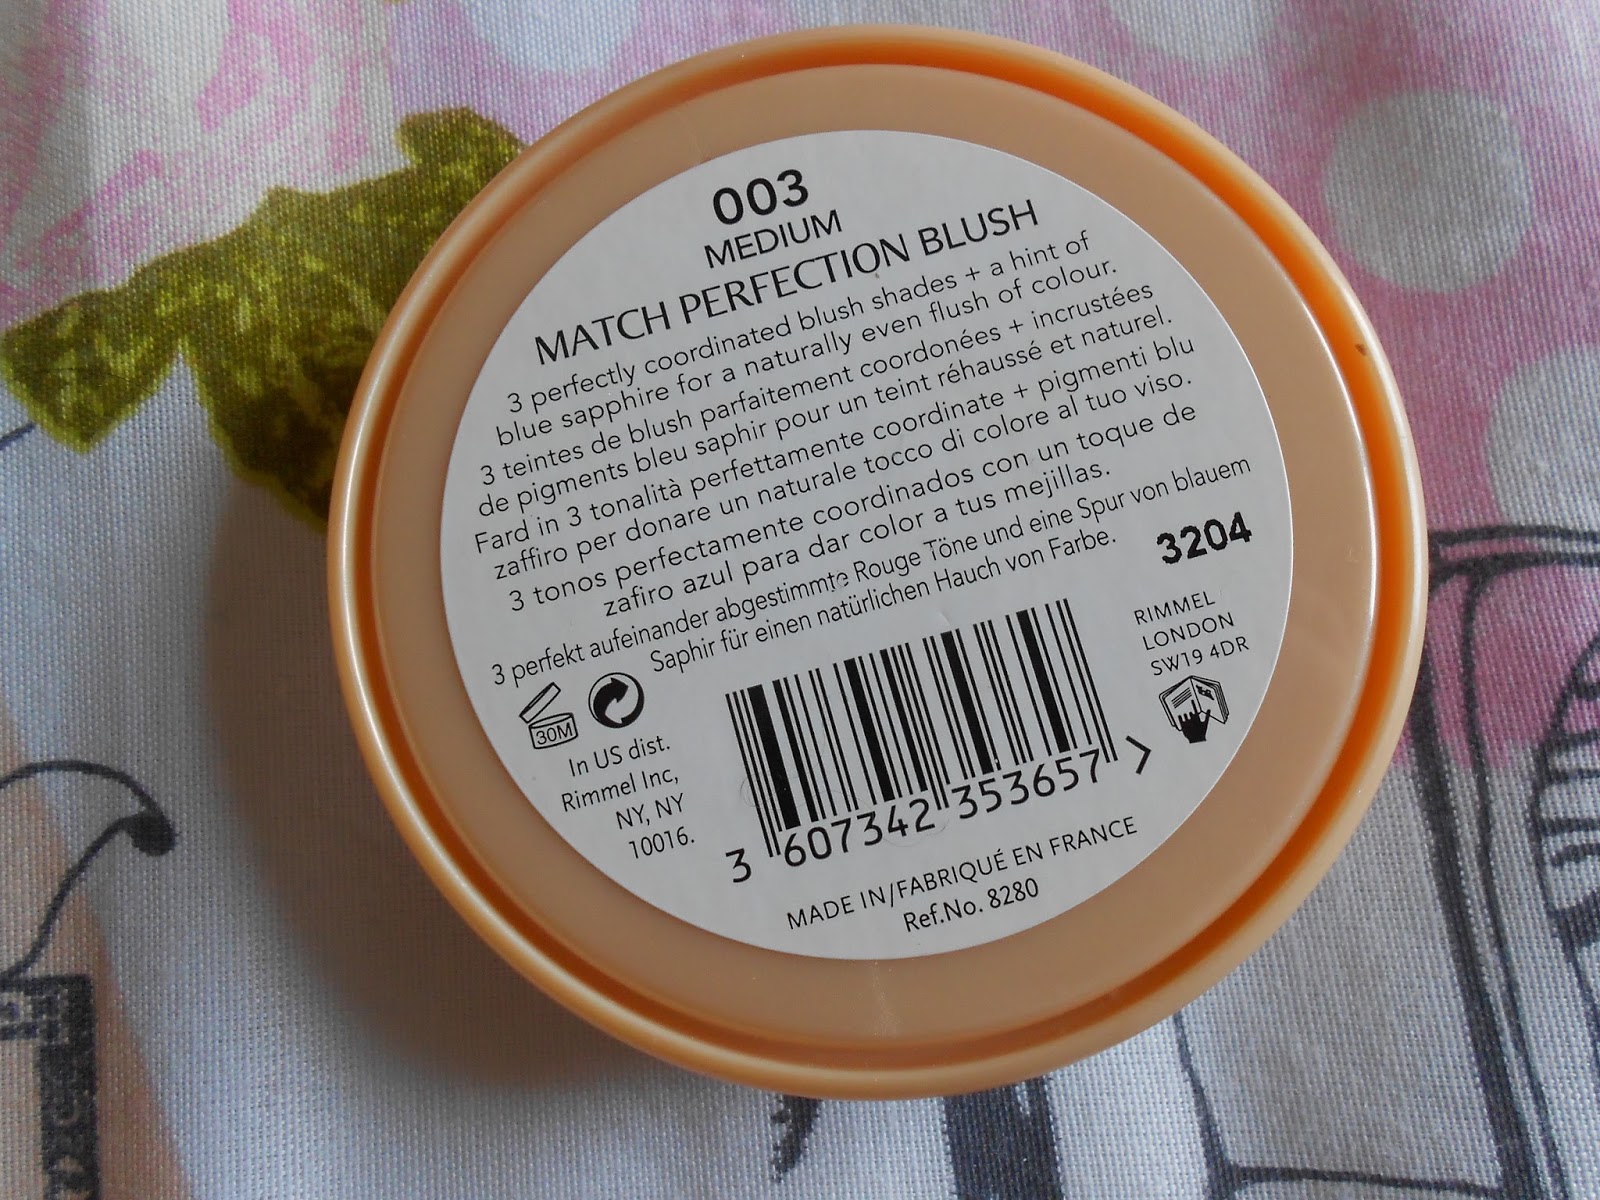 003
MEDIUM
MATCH PERFECTION BLUSH
3 perfectly coordinated blush shades + a hint of
blue sapphire for a naturally even flush of colour.
3 teintes de blush parfaitement coordonées + incrustées
de pigments bleu saphir pour un teint réhaussé et naturel.
Fard in 3 tonalità perfettamente coordinate + pigmenti blu
zaffiro per donare un naturale tocco di colore al tuo viso.
3 tonos perfectamente coordinados con un toque de
zafiro azul para dar color a tus mejillas.
3 perfekt aufeinander abgestimmte Rouge Töne und eine Spur von blauem
Saphir für einen natürlichen Hauch von Farbe.
3204
RIMMEL
LONDON
SW19 4DR
30M
In US dist.
Rimmel Inc,
NY, NY
10016.
3 607342 353657 >
MADE IN/FABRIQUÉ EN FRANCE
Ref.No. 8280